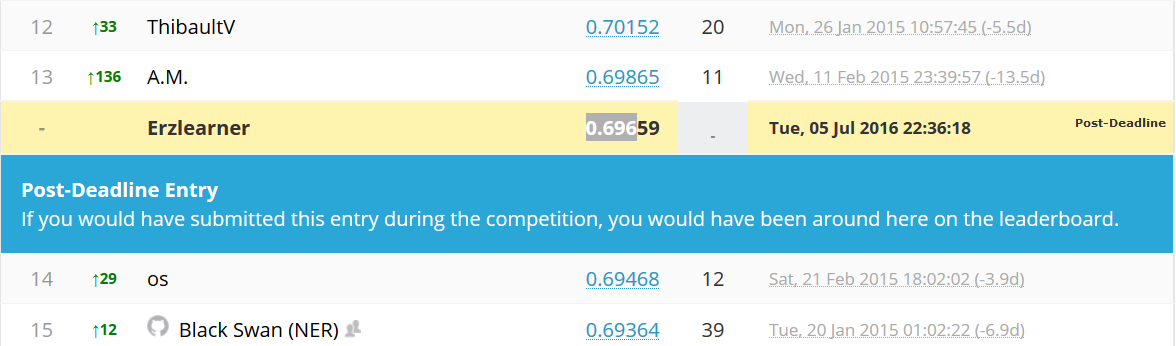 12 ↑33 ThibaultV 0.70152 20 Mon, 26 Jan 2015 10:57:45 (-5.5d)
13 ↑136 A.M. 0.69865 11 Wed, 11 Feb 2015 23:39:57 (-13.5d)
- Erzlearner 0.69659 - Tue, 05 Jul 2016 22:36:18 Post-Deadline
Post-Deadline Entry
If you would have submitted this entry during the competition, you would have been around here on the leaderboard.
14 ↑29 os 0.69468 12 Sat, 21 Feb 2015 18:02:02 (-3.9d)
15 ↑12 Black Swan (NER) 0.69364 39 Tue, 20 Jan 2015 01:02:22 (-6.9d)